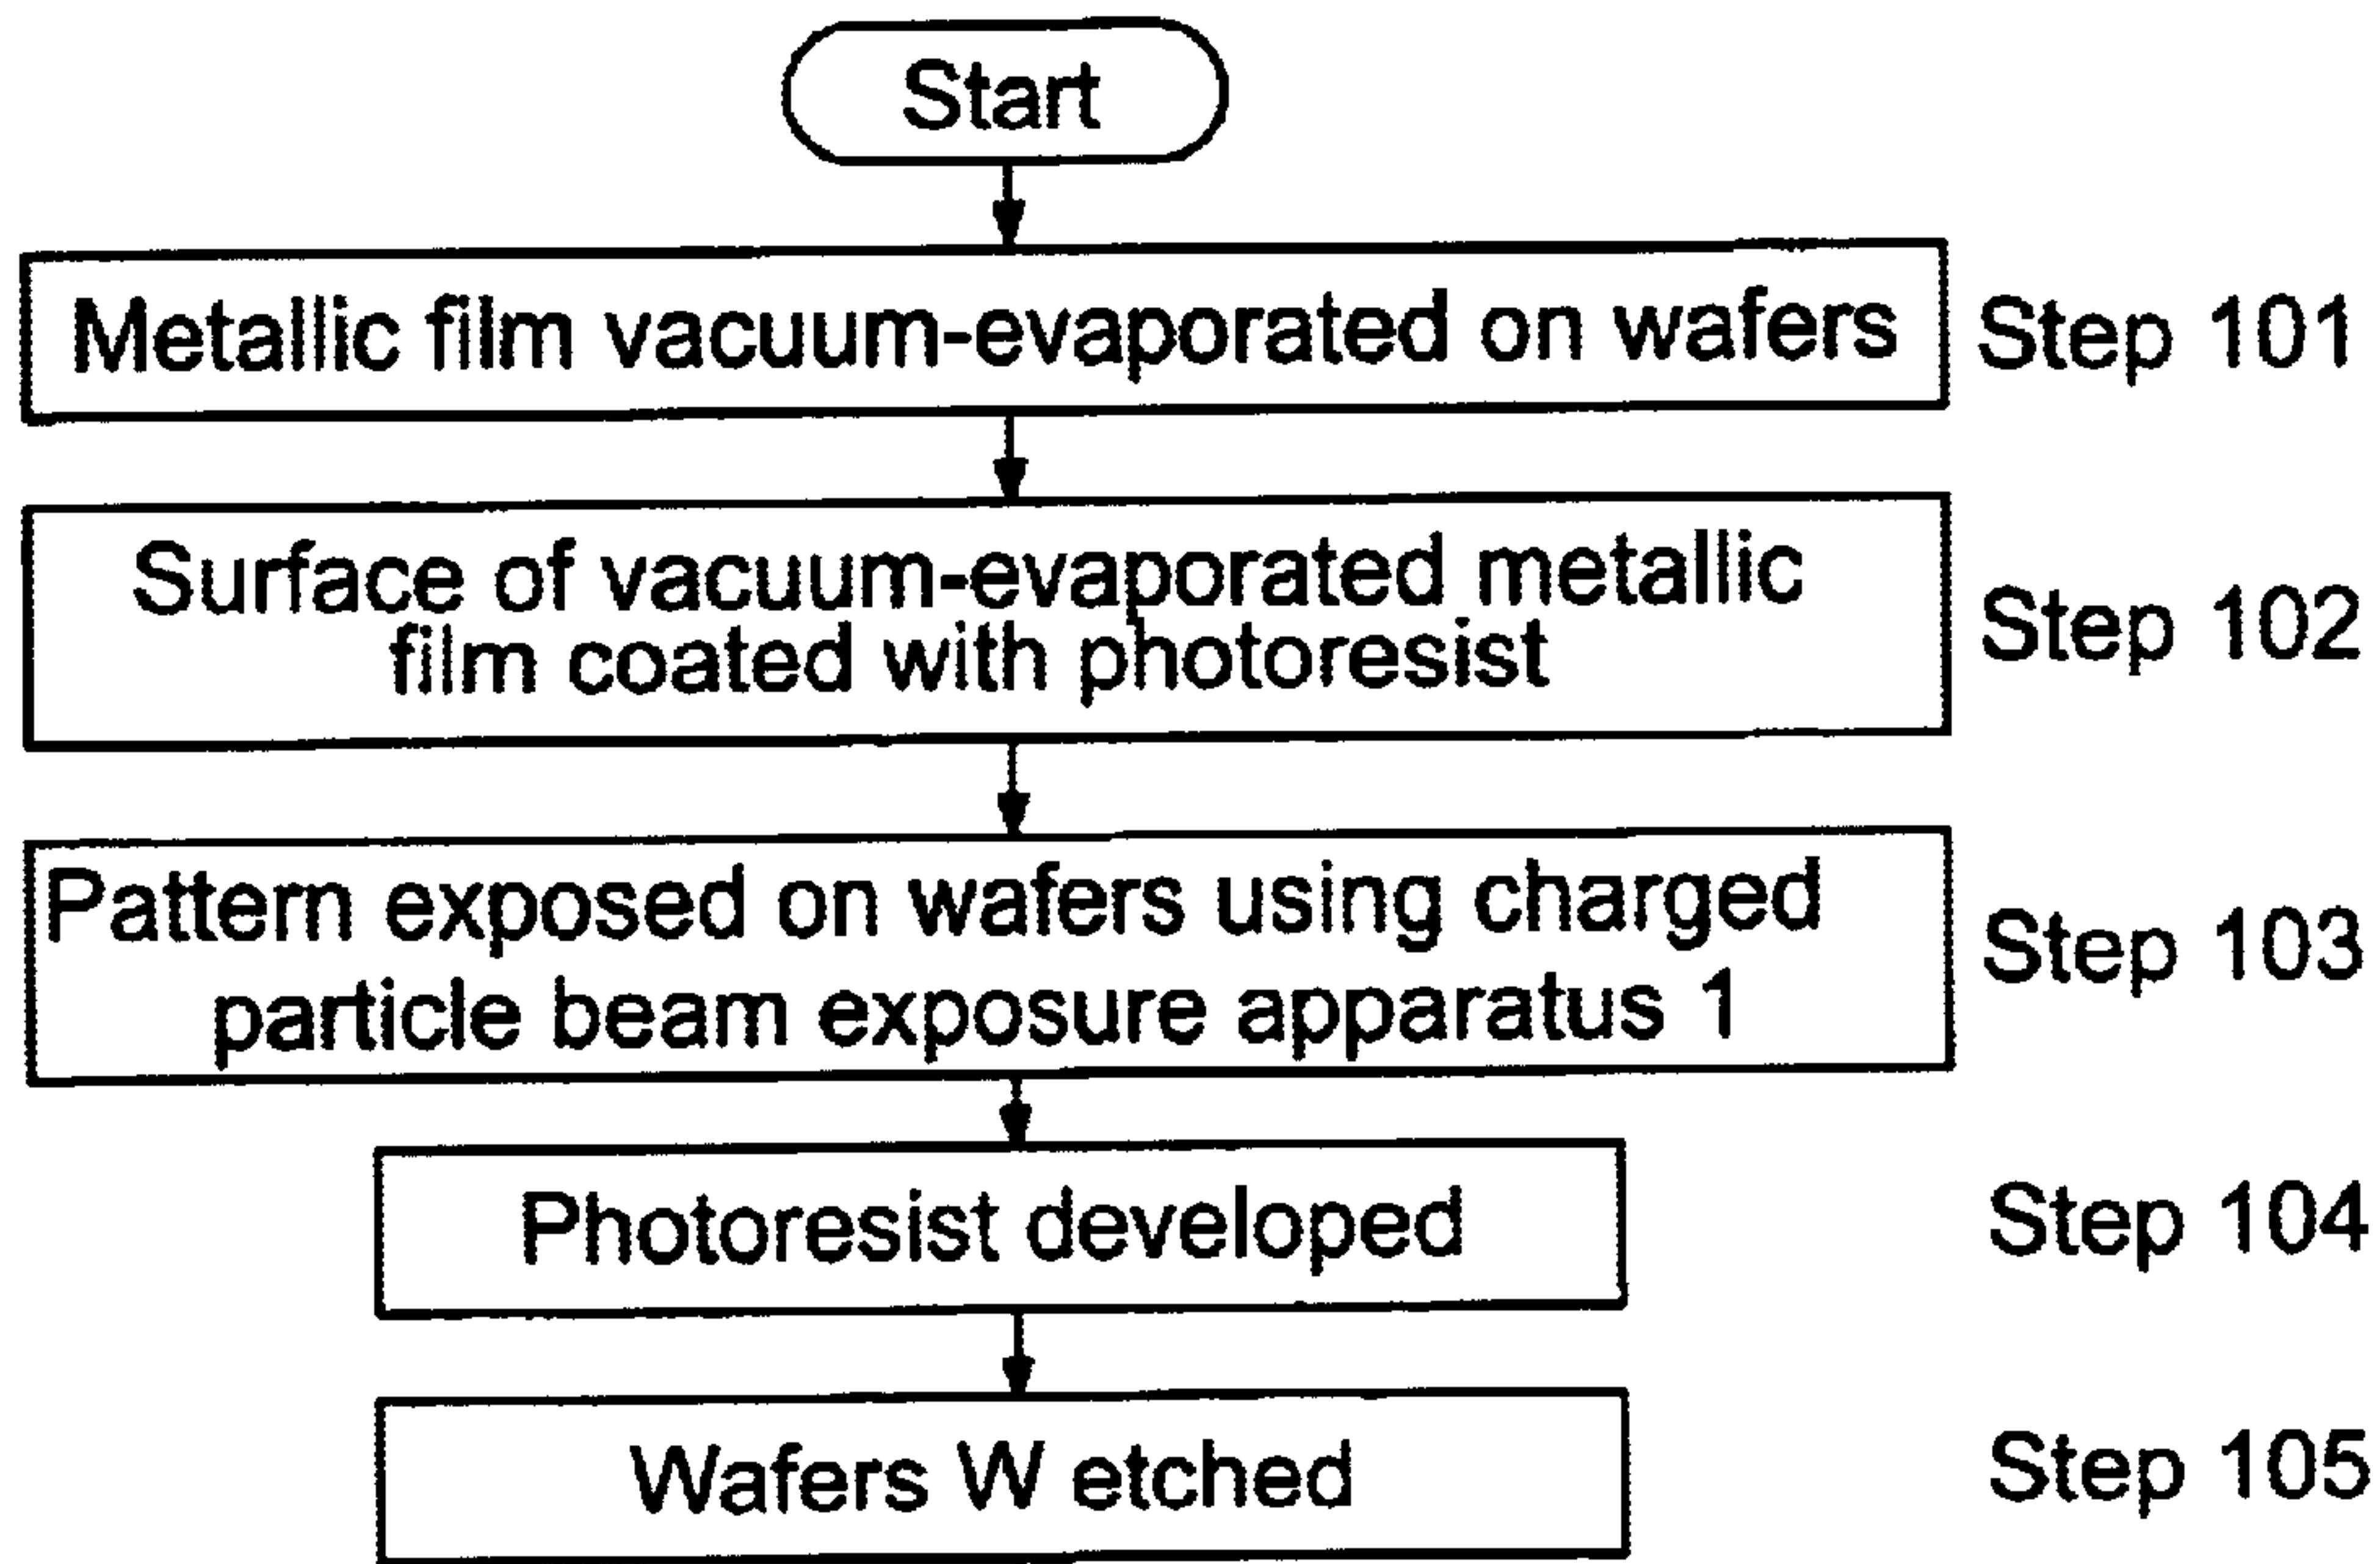 Start
Metallic film vacuum-evaporated on wafers Step 101
Surface of vacuum-evaporated metallic
film coated with photoresist
Step 102
Pattern exposed on wafers using charged
particle beam exposure apparatus 1
Step 103
Photoresist developed Step 104
Wafers W etched Step 105